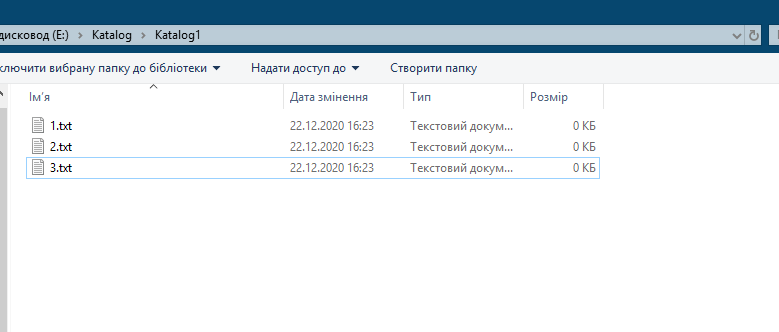 дисковод (E:) Katalog Katalog1
ключити вибрану папку до бібліотеки Надати доступ до Створити папку
Ім'я Дата змінення Тип Розмір
1.txt 22.12.2020 16:23 Текстовий докум... 0 КБ
2.txt 22.12.2020 16:23 Текстовий докум... 0 КБ
3.txt 22.12.2020 16:23 Текстовий докум... 0 КБ